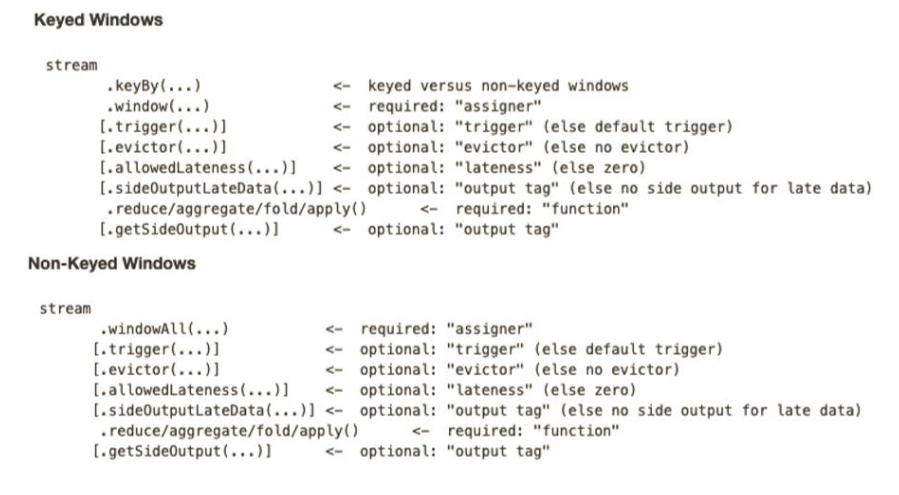 Keyed Windows
stream
.keyBy(...) <- keyed versus non-keyed windows
.window(...) <- required: "assigner"
[.trigger(...)] <- optional: "trigger" (else default trigger)
[.evictor(...)] <- optional: "evictor" (else no evictor)
[.allowedLateness(...)] <- optional: "lateness" (else zero)
[.sideOutputLateData(...)] <- optional: "output tag" (else no side output for late data)
.reduce/aggregate/fold/apply() <- required: "function"
[.getSideOutput(...)] <- optional: "output tag"
Non-Keyed Windows
stream
.windowAll(...) <- required: "assigner"
[.trigger(...)] <- optional: "trigger" (else default trigger)
[.evictor(...)] <- optional: "evictor" (else no evictor)
[.allowedLateness(...)] <- optional: "lateness" (else zero)
[.sideOutputLateData(...)] <- optional: "output tag" (else no side output for late data)
.reduce/aggregate/fold/apply() <- required: "function"
[.getSideOutput(...)] <- optional: "output tag"